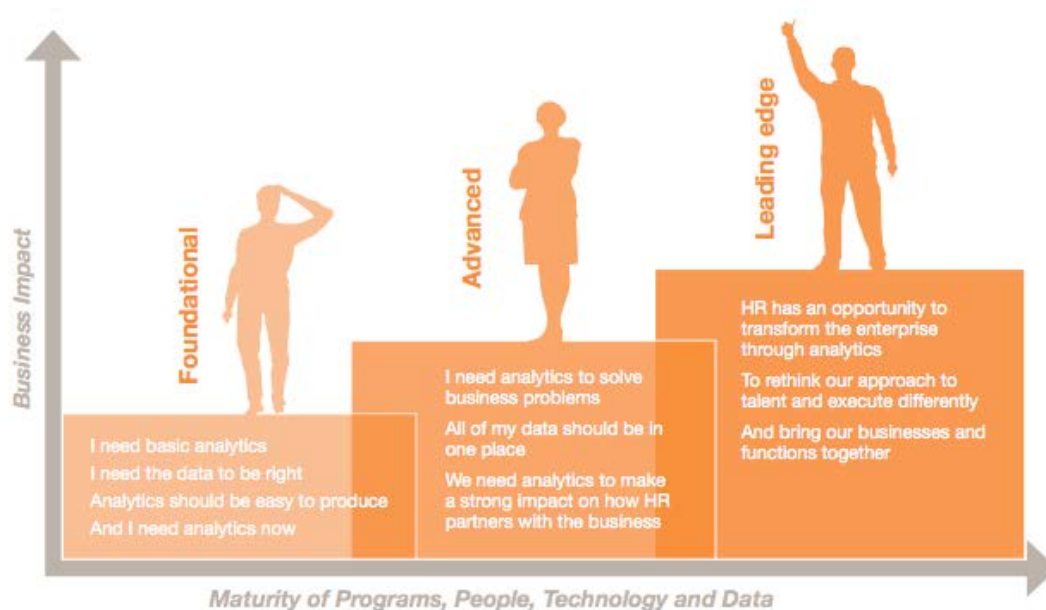 Business Impact
Foundational
I need basic analytics
I need the data to be right
Analytics should be easy to produce
And I need analytics now
Advanced
I need analytics to solve
business problems
All of my data should be in
one place
We need analytics to make
a strong impact on how HR
partners with the business
Leading edge
HR has an opportunity to
transform the enterprise
through analytics
To rethink our approach to
talent and execute differently
And bring our businesses and
functions together
Maturity of Programs, People, Technology and Data